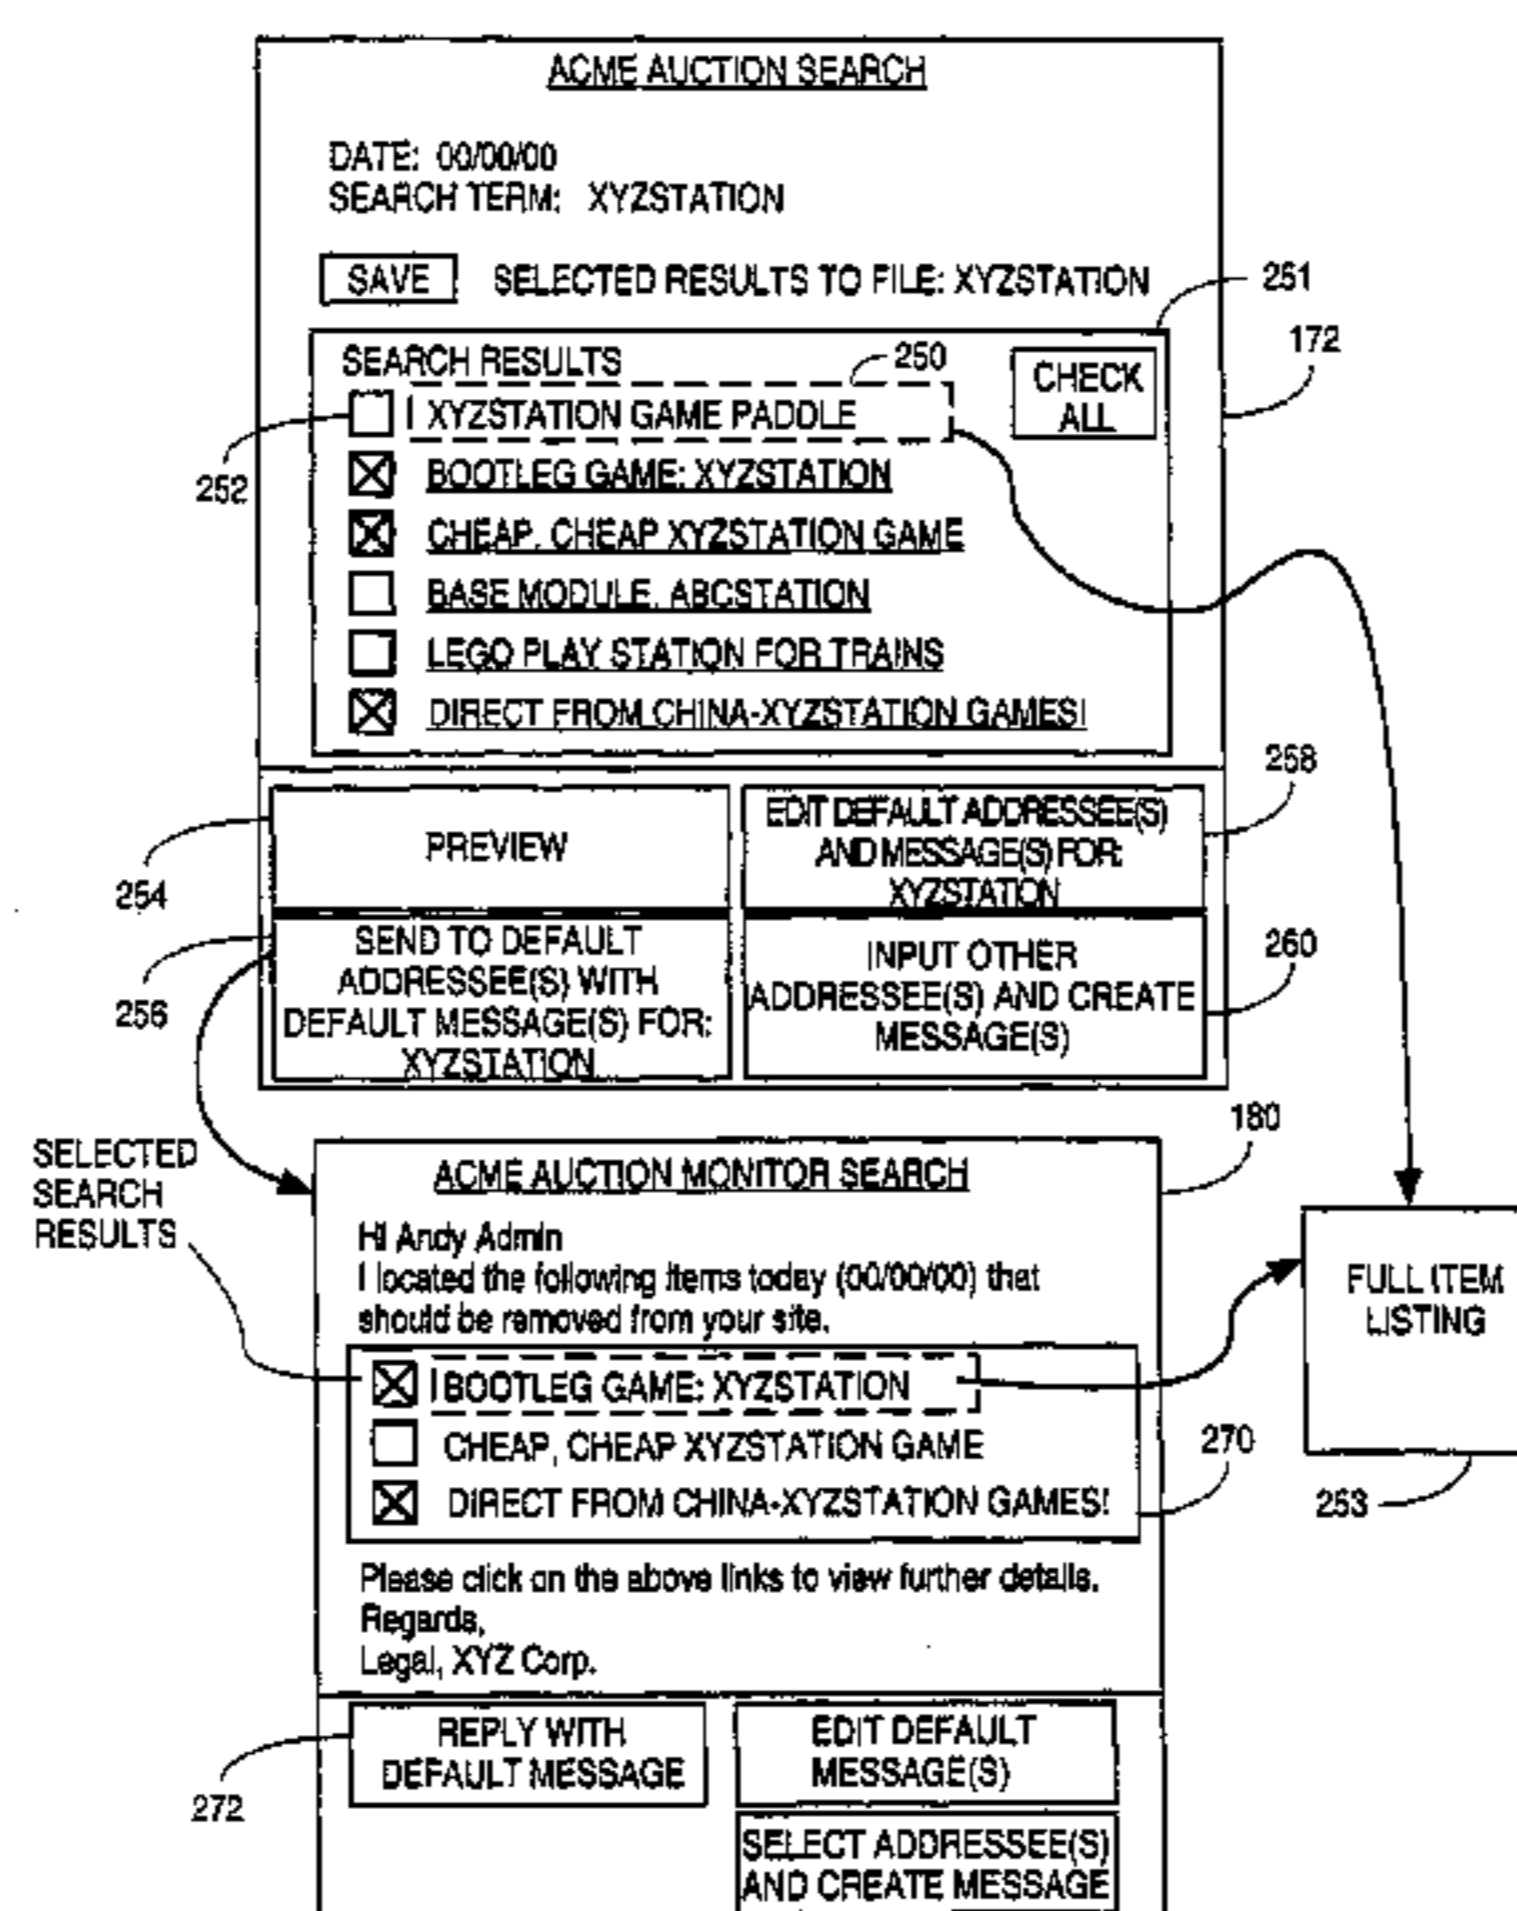 ACME AUCTION SEARCH
DATE: 00/00/00
SEARCH TERM: XYZSTATION
SAVE SELECTED RESULTS TO FILE: XYZSTATION
251
172
SEARCH RESULTS
250
CHECK
ALL
XYZSTATION GAME PADDLE
252
BOOTLEG GAME: XYZSTATION
CHEAP, CHEAP XYZSTATION GAME
BASE MODULE, ABCSTATION
LEGO PLAY STATION FOR TRAINS
DIRECT FROM CHINA-XYZSTATION GAMES!
258
PREVIEW
254
EDIT DEFAULT ADDRESSEE(S)
AND MESSAGE(S) FOR:
XYZSTATION
SEND TO DEFAULT
ADDRESSEE(S) WITH
DEFAULT MESSAGE(S) FOR:
XYZSTATION
256
INPUT OTHER
ADDRESSEE(S) AND CREATE
MESSAGE(S)
260
180
SELECTED
SEARCH
RESULTS
ACME AUCTION MONITOR SEARCH
Hi Andy Admin
I located the following items today (00/00/00) that
should be removed from your site.
BOOTLEG GAME: XYZSTATION
CHEAP, CHEAP XYZSTATION GAME
DIRECT FROM CHINA-XYZSTATION GAMES!
270
FULL ITEM
LISTING
253
Please click on the above links to view further details.
Regards,
Legal, XYZ Corp.
REPLY WITH
DEFAULT MESSAGE
272
EDIT DEFAULT
MESSAGE(S)
SELECT ADDRESSEE(S)
AND CREATE MESSAGE